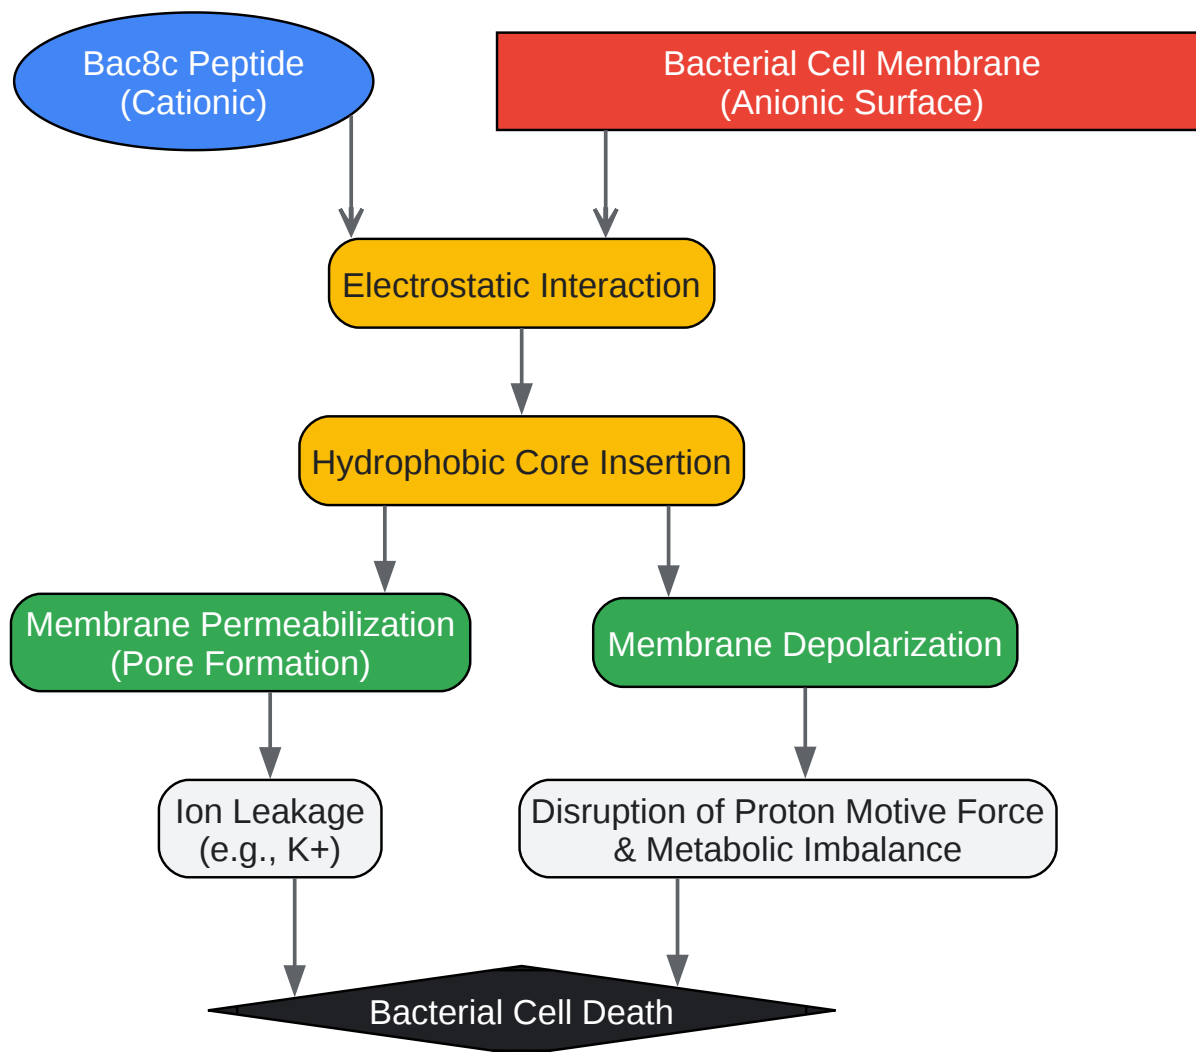 Bac8c Peptide
(Cationic)
Bacterial Cell Membrane
(Anionic Surface)
Electrostatic Interaction
Hydrophobic Core Insertion
Membrane Permeabilization
(Pore Formation)
Membrane Depolarization
Ion Leakage
(e.g., K+)
Disruption of Proton Motive Force
& Metabolic Imbalance
Bacterial Cell Death